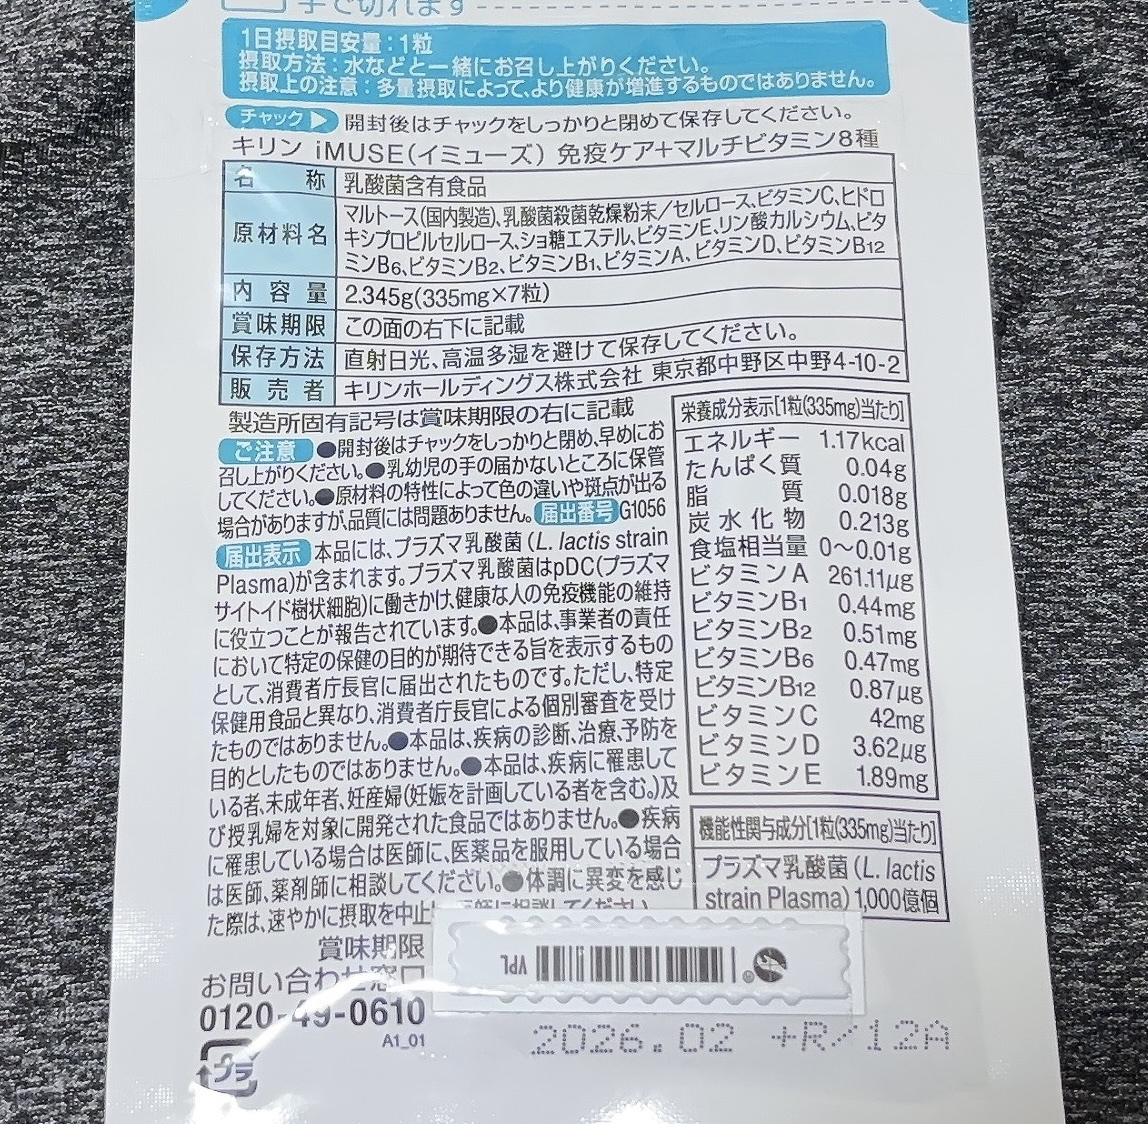 手で切れます
1日摂取目安量：1粒
摂取方法：水などと一緒にお召し上がりください。
摂取上の注意：多量摂取によって、より健康が増進するものではありません。
チャック▶ 開封後はチャックをしっかりと閉めて保存してください。
キリン iMUSE(イミューズ) 免疫ケア+マルチビタミン8種
名称 乳酸菌含有食品
原材料名 マルトース(国内製造)、乳酸菌殺菌乾燥粉末／セルロース、ビタミンC、ヒドロ
キシプロピルセルロース、ショ糖エステル、ビタミンE、リン酸カルシウム、ビタ
ミンB6、ビタミンB2、ビタミンB1、ビタミンA、ビタミンD、ビタミンB12
内容量 2.345g(335mg×7粒)
賞味期限 この面の右下に記載
保存方法 直射日光、高温多湿を避けて保存してください。
販売者 キリンホールディングス株式会社 東京都中野区中野4-10-2
製造所固有記号は賞味期限の右に記載
ご注意 ●開封後はチャックをしっかりと閉め、早めにお
召し上がりください。●乳幼児の手の届かないところに保管
してください。●原材料の特性によって色の違いや斑点が出る
場合がありますが、品質には問題ありません。届出番号 G1056
届出表示 本品には、プラズマ乳酸菌(L. lactis strain
Plasma)が含まれます。プラズマ乳酸菌はpDC(プラズマ
サイトイド樹状細胞)に働きかけ、健康な人の免疫機能の維持
に役立つことが報告されています。●本品は、事業者の責任
において特定の保健の目的が期待できる旨を表示するもの
として、消費者庁長官に届出されたものです。ただし、特定
保健用食品と異なり、消費者庁長官による個別審査を受け
たものではありません。●本品は、疾病の診断、治療、予防を
目的としたものではありません。●本品は、疾病に罹患して
いる者、未成年者、妊産婦(妊娠を計画している者を含む。)及
び授乳婦を対象に開発された食品ではありません。●疾病
に罹患している場合は医師に、医薬品を服用している場合
は医師、薬剤師に相談してください。●体調に異変を感じ
た際は、速やかに摂取を中止し 医師に相談してください
栄養成分表示[1粒(335mg)当たり]
エネルギー 1.17kcal
たんぱく質 0.04g
脂質 0.018g
炭水化物 0.213g
食塩相当量 0〜0.01g
ビタミンA 261.11μg
ビタミンB1 0.44mg
ビタミンB2 0.51mg
ビタミンB6 0.47mg
ビタミンB12 0.87μg
ビタミンC 42mg
ビタミンD 3.62μg
ビタミンE 1.89mg
機能性関与成分[1粒(335mg)当たり]
プラズマ乳酸菌(L. lactis
strain Plasma) 1,000億個
賞味期限
お問い合わせ窓口
0120-49-0610
A1_01
プラ
VPL
®
2026.02 +R/12A